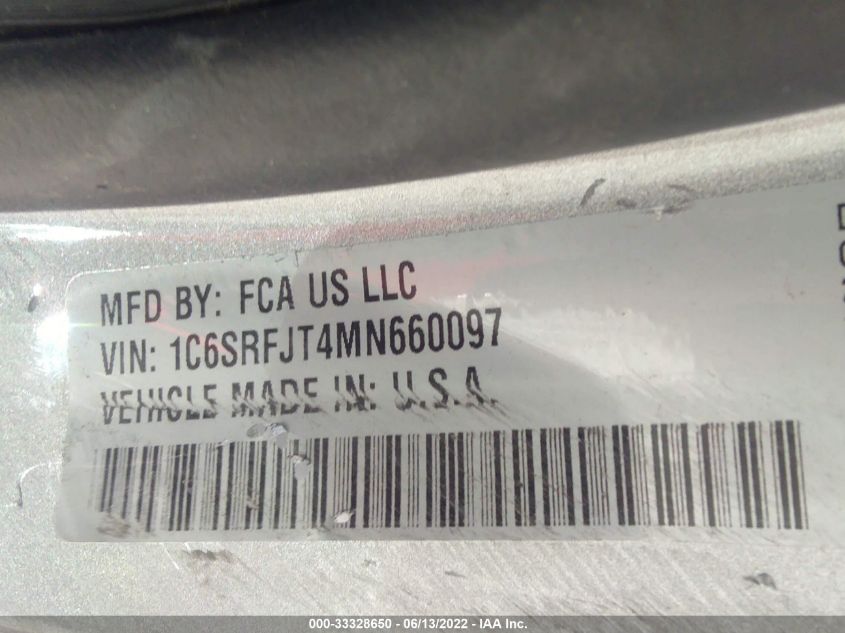 MFD BY: FCA US LLC
VIN: 1C6SRFJT4MN660097
VEHICLE MADE IN: U.S.A.
000-33328650 - 06/13/2022 - IAA Inc.